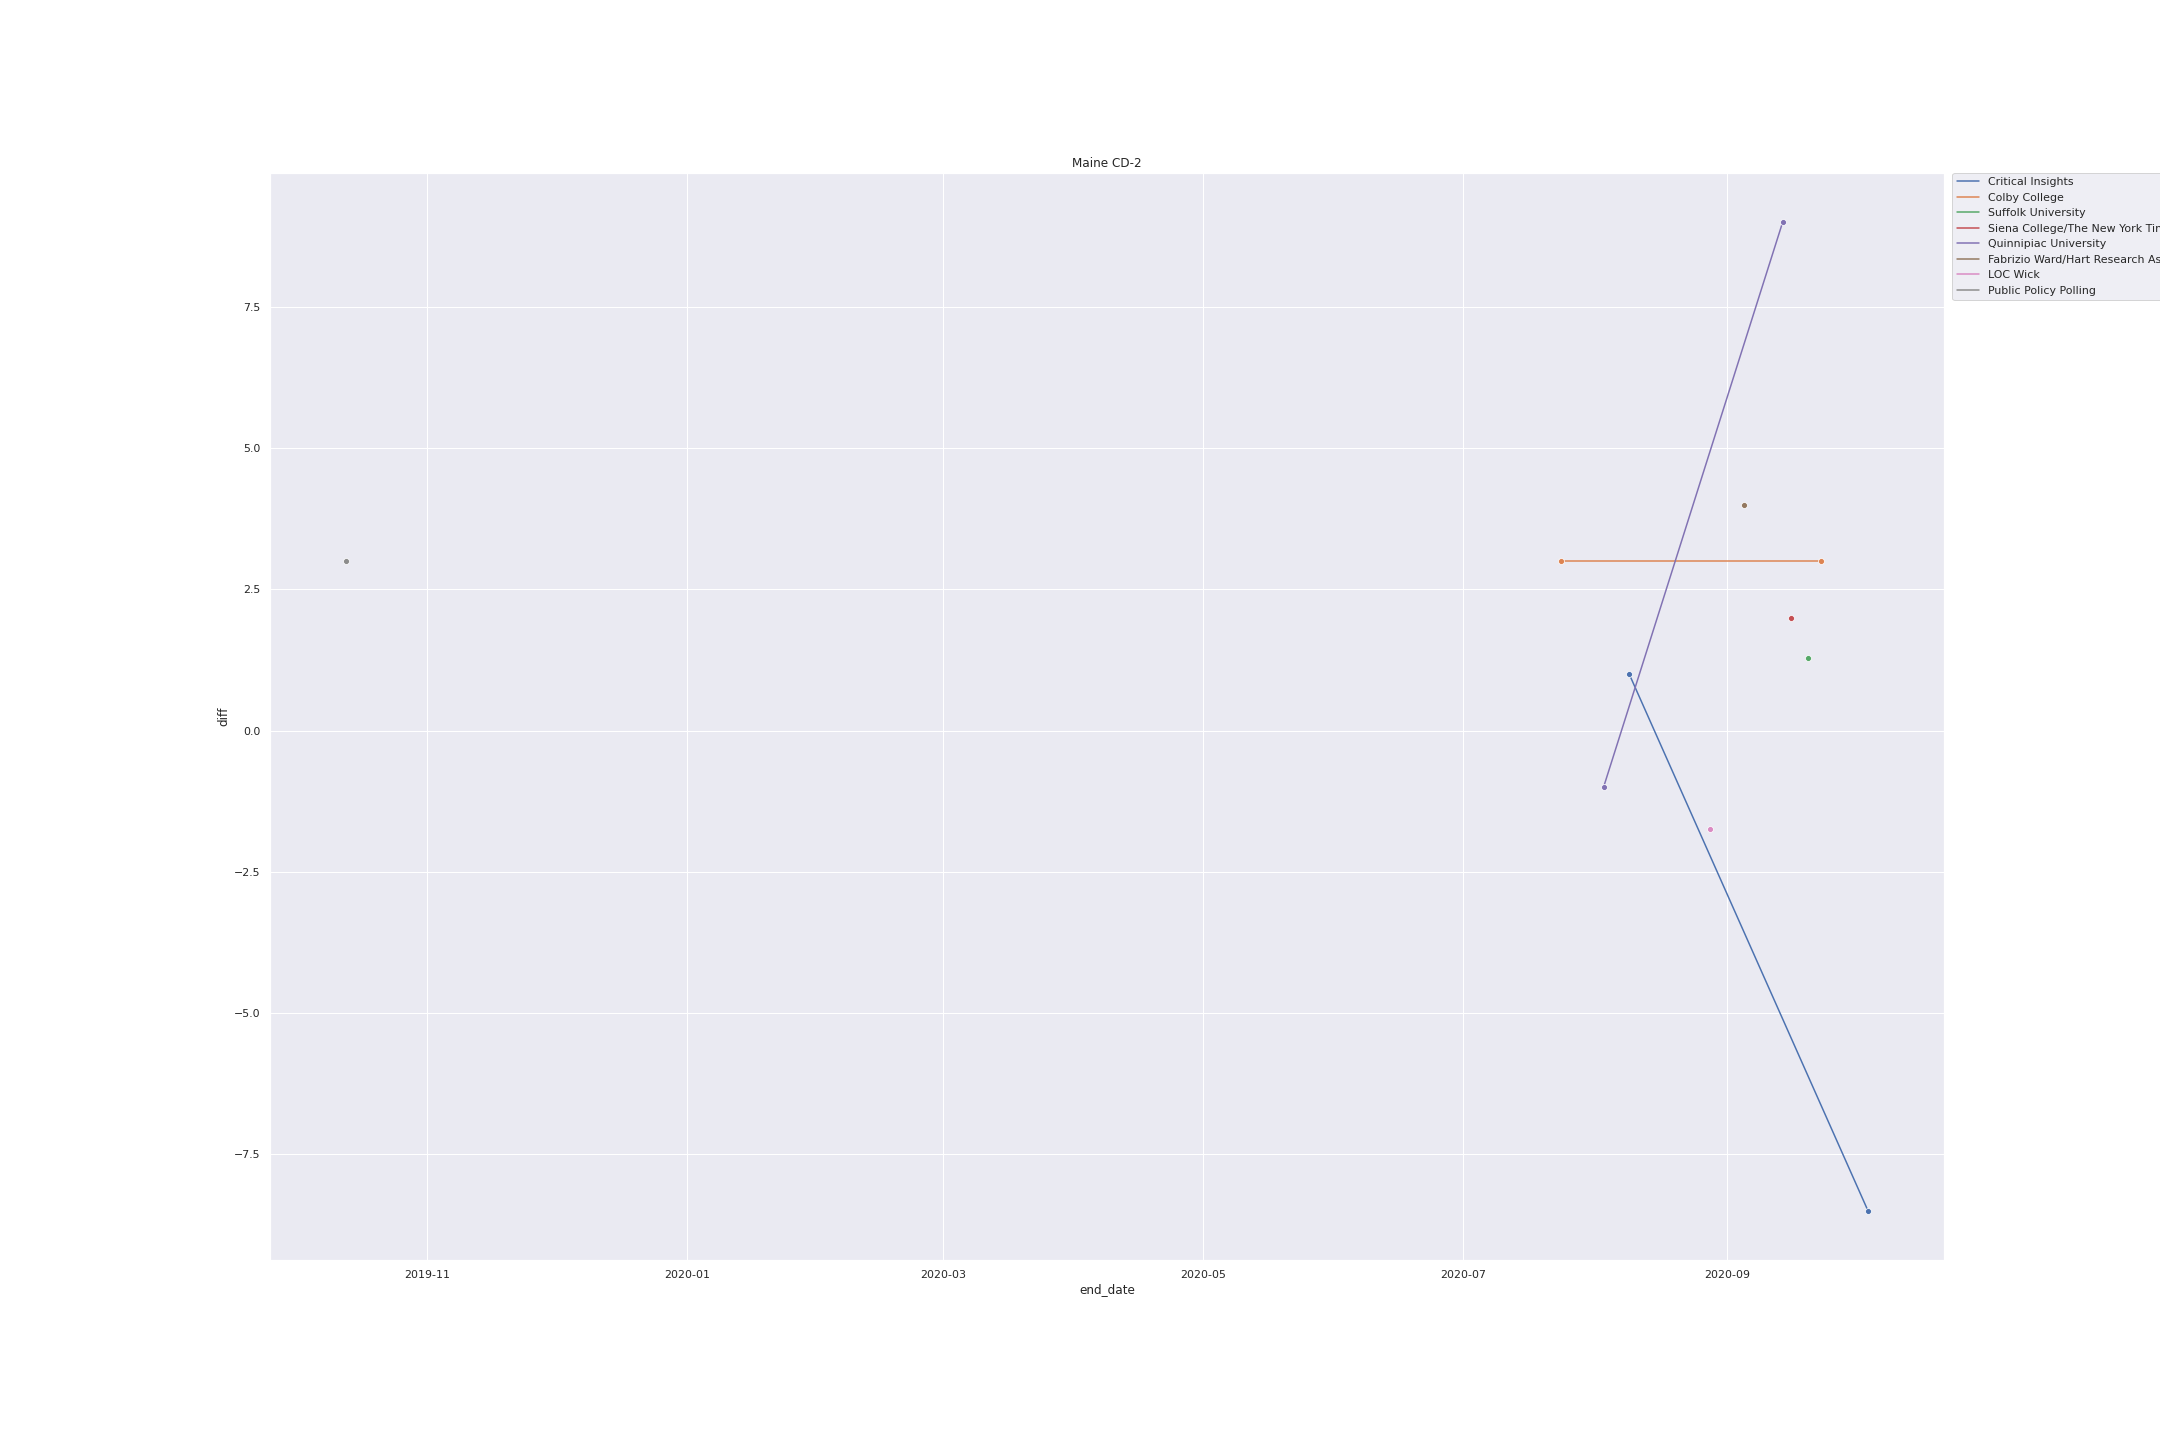 Maine CD-2
Critical Insights
Colby College
Suffolk University
Siena College/The New York
Quinnipiac University
Fabrizio Ward/Hart Research
LOC Wick
Public Policy Polling
7.5
5.0
2.5
0.0
−2.5
−5.0
−7.5
diff
2019-11
2020-01
2020-03
2020-05
2020-07
2020-09
end_date